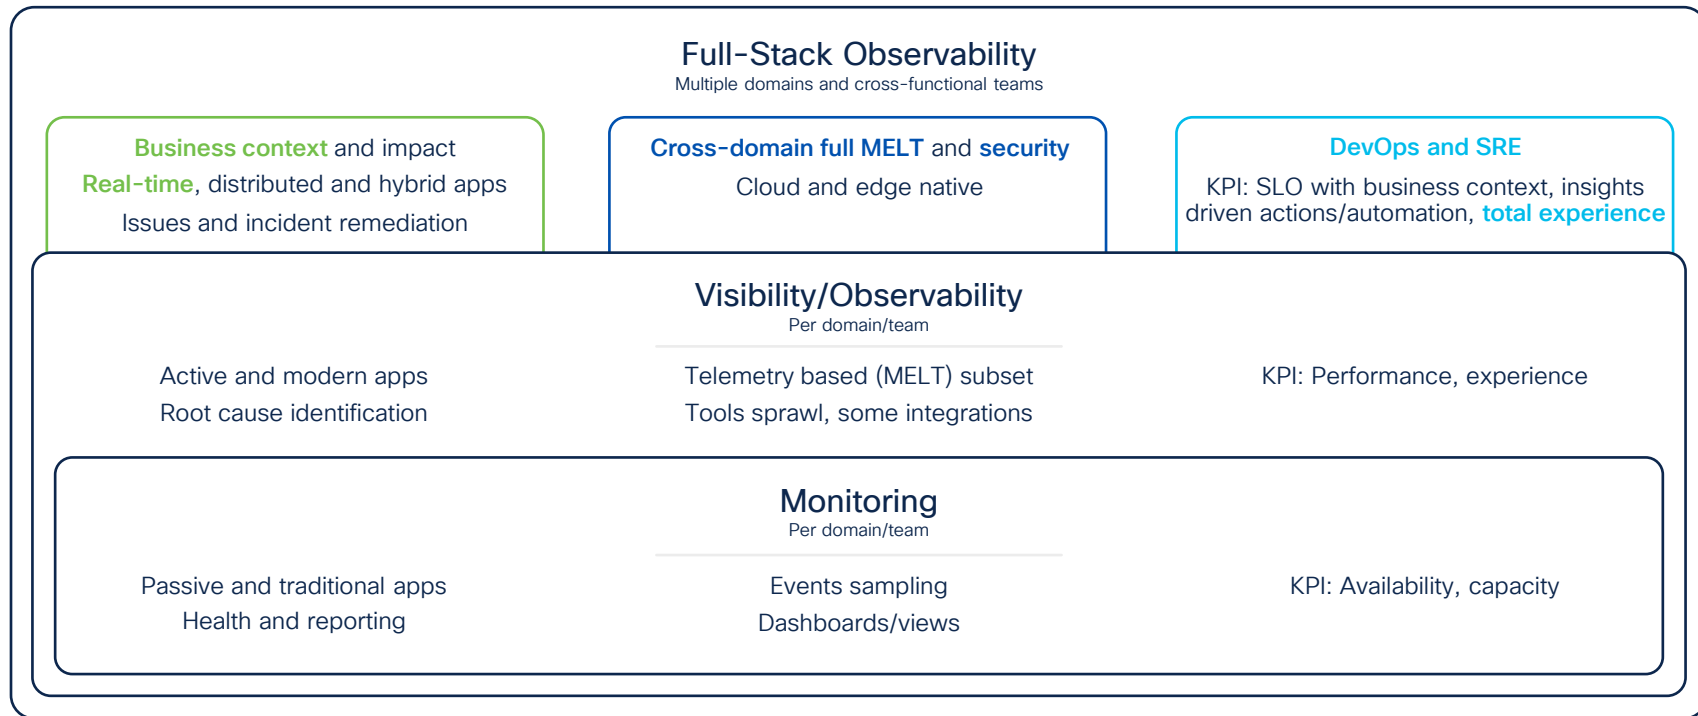 Full-Stack Observability
Multiple domains and cross-functional teams
Business context and impact
Real-time, distributed and hybrid apps
Issues and incident remediation
Cross-domain full MELT and security
Cloud and edge native
DevOps and SRE
KPI: SLO with business context, insights
driven actions/automation, total experience
Visibility/Observability
Per domain/team
Active and modern apps
Root cause identification
Telemetry based (MELT) subset
Tools sprawl, some integrations
KPI: Performance, experience
Monitoring
Per domain/team
Passive and traditional apps
Health and reporting
Events sampling
Dashboards/views
KPI: Availability, capacity